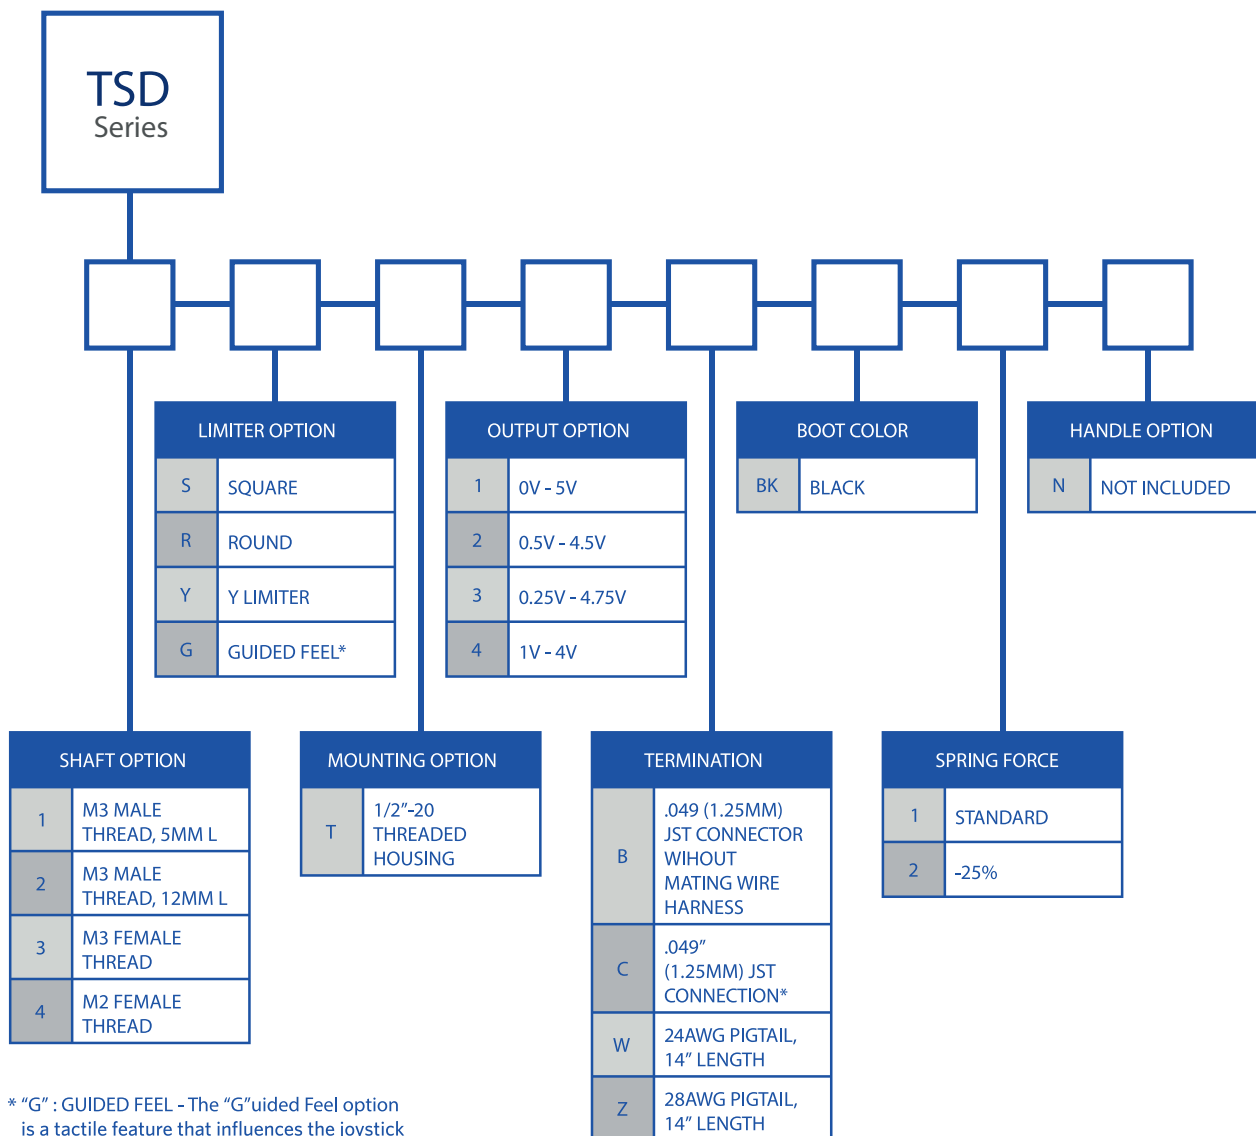 TSD
Series
LIMITER OPTION
S SQUARE
R ROUND
Y Y LIMITER
G GUIDED FEEL*
OUTPUT OPTION
1 0V - 5V
2 0.5V - 4.5V
3 0.25V - 4.75V
4 1V - 4V
BOOT COLOR
BK BLACK
HANDLE OPTION
N NOT INCLUDED
SHAFT OPTION
1 M3 MALE
THREAD, 5MM L
2 M3 MALE
THREAD, 12MM L
3 M3 FEMALE
THREAD
4 M2 FEMALE
THREAD
MOUNTING OPTION
T 1/2”-20
THREADED
HOUSING
TERMINATION
B .049 (1.25MM)
JST CONNECTOR
WIHOUT
MATING WIRE
HARNESS
C .049”
(1.25MM) JST
CONNECTION*
W 24AWG PIGTAIL,
14” LENGTH
Z 28AWG PIGTAIL,
14” LENGTH
SPRING FORCE
1 STANDARD
2 -25%
* “G” : GUIDED FEEL - The “G”uided Feel option
is a tactile feature that influences the joystick